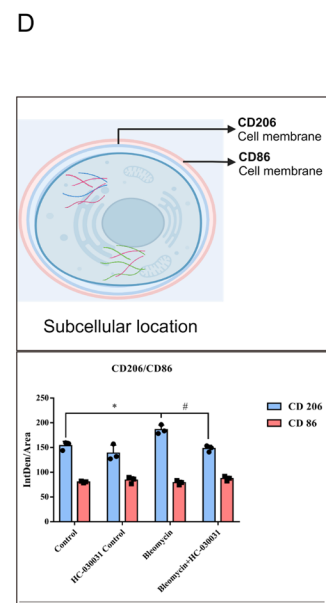 D
CD206
Cell membrane
CD86
Cell membrane
Subcellular location
CD206/CD86
IntDen/Area
250
200
150
100
50
0
*
#
CD 206
CD 86
Control
HC-030031 Control
Bleomycin
Bleomycin+HC-030031